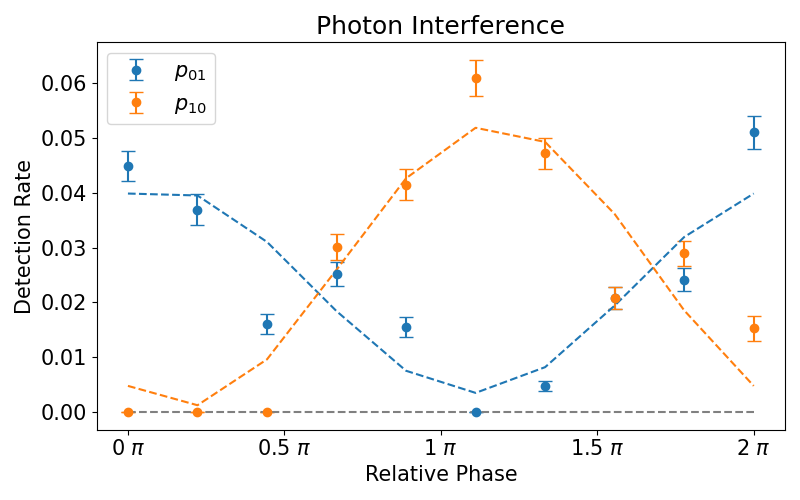 Photon Interference
p01
p10
0.06
0.05
0.04
0.03
0.02
0.01
0.00
Detection Rate
0 π
0.5 π
1 π
1.5 π
2 π
Relative Phase